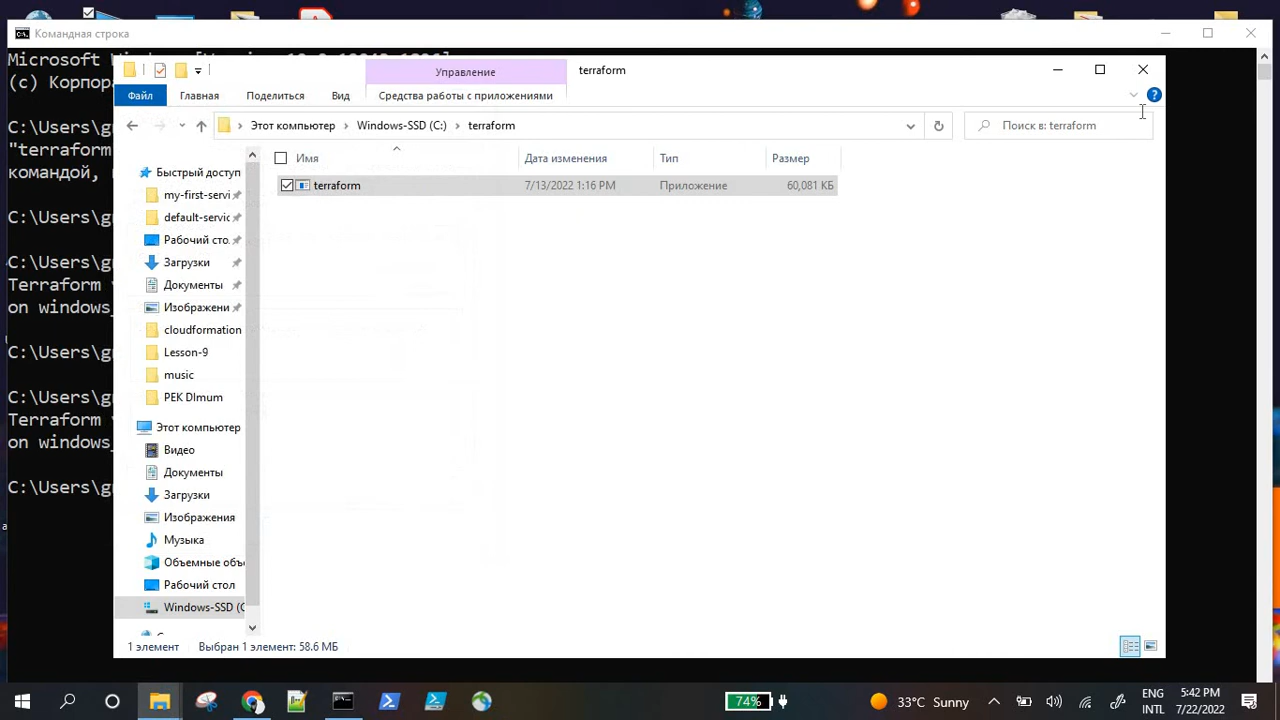 Командная строка
Microsoft
(c) Корпор
C:\Users\g
"terraform
командой,
C:\Users\g
C:\Users\g
Terraform
on windows
C:\Users\g
C:\Users\g
Terraform
on windows
C:\Users\g
Управление
terraform
Файл
Главная
Поделиться
Вид
Средства работы с приложениями
Этот компьютер
Windows-SSD (C:)
terraform
Поиск в: terraform
Имя
Дата изменения
Тип
Размер
terraform
7/13/2022 1:16 PM
Приложение
60,081 КБ
Быстрый доступ
my-first-servi
default-servic
Рабочий сто.
Загрузки
Документы
Изображени
cloudformation
Lesson-9
music
РЕК DImum
Этот компьютер
Видео
Документы
Загрузки
Изображения
Музыка
Объемные объ
Рабочий стол
Windows-SSD (C
1 элемент
Выбран 1 элемент: 58.6 МБ
74%
33°C Sunny
ENG
INTL
5:42 PM
7/22/2022